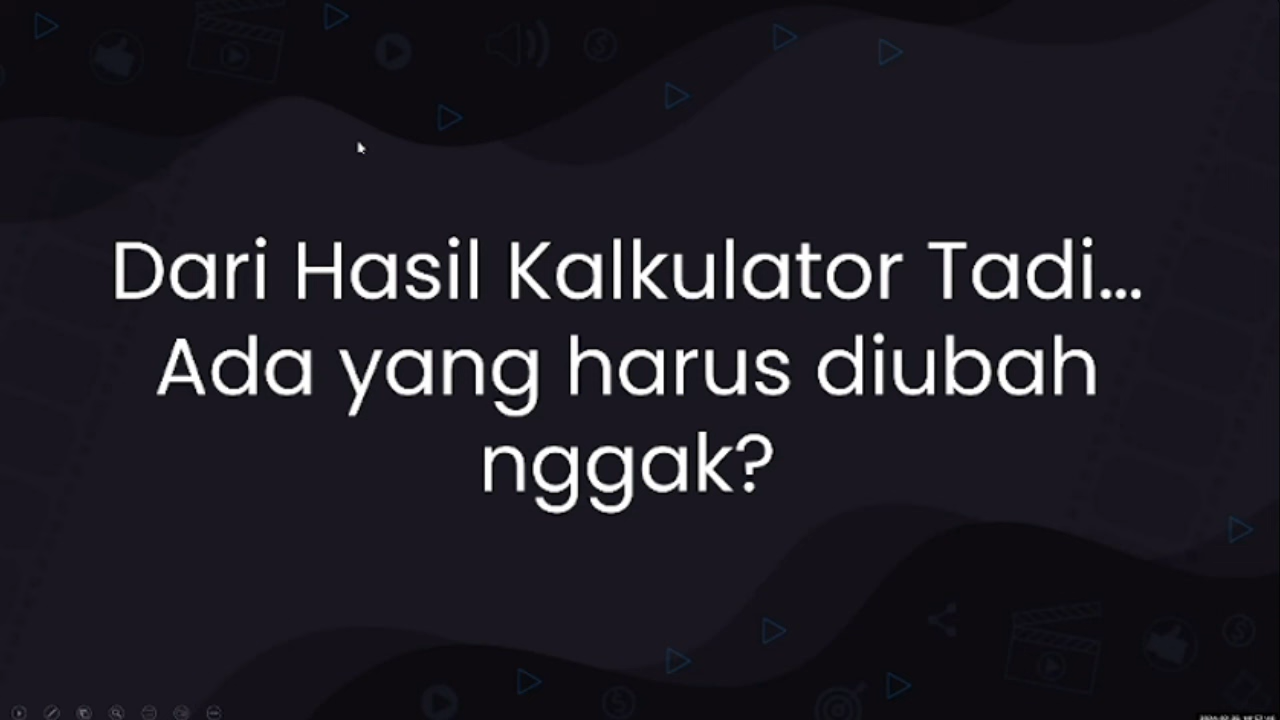 Dari Hasil Kalkulator Tadi...
Ada yang harus diubah
nggak?